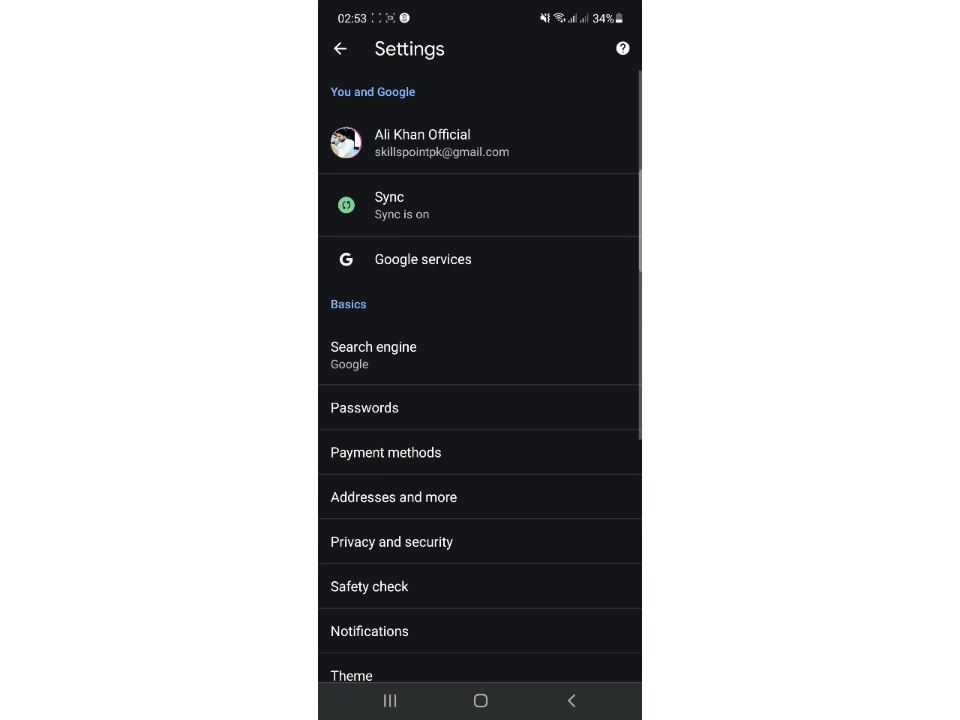 02:53 34%
Settings
You and Google
Ali Khan Official
skillspointpk@gmail.com
Sync
Sync is on
Google services
Basics
Search engine
Google
Passwords
Payment methods
Addresses and more
Privacy and security
Safety check
Notifications
Theme